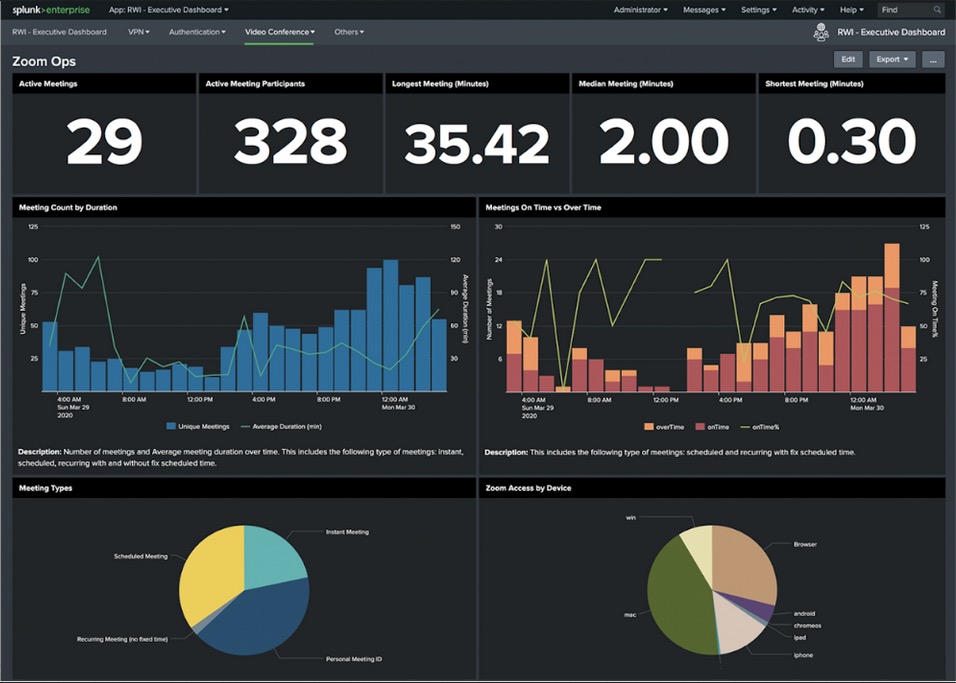 splunk>enterprise App: RWI - Executive Dashboard ▾ Administrator ▾ Messages ▾ Settings ▾ Activity ▾ Help ▾ Find
RWI - Executive Dashboard VPN ▾ Authentication ▾ Video Conference ▾ Others ▾ RWI - Executive Dashboard
Zoom Ops Edit Export ▾ ...
Active Meetings Active Meeting Participants Longest Meeting (Minutes) Median Meeting (Minutes) Shortest Meeting (Minutes)
29 328 35.42 2.00 0.30
Meeting Count by Duration
125 150
100 120
75 90
50 60
25 30
Unique Meetings
Average Duration (min)
4:00 AM 8:00 AM 12:00 PM 4:00 PM 8:00 PM 12:00 AM
Sun Mar 29 Mon Mar 30
2020
Unique Meetings Average Duration (min)
Description: Number of meetings and Average meeting duration over time. This includes the following type of meetings: instant,
scheduled, recurring with and without fix scheduled time.
Meetings On Time vs Over Time
30 125
24 100
18 75
12 50
6 25
Number of Meetings
Meeting On Time%
4:00 AM 8:00 AM 12:00 PM 4:00 PM 8:00 PM 12:00 AM
Sun Mar 29 Mon Mar 30
2020
overTime onTime onTime%
Description: This includes the following type of meetings: scheduled and recurring with fix scheduled time.
Meeting Types
Instant Meeting
Scheduled Meeting
Recurring Meeting (no fixed time)
Personal Meeting ID
Zoom Access by Device
win
Browser
mac
android
chromeos
ipad
iphone